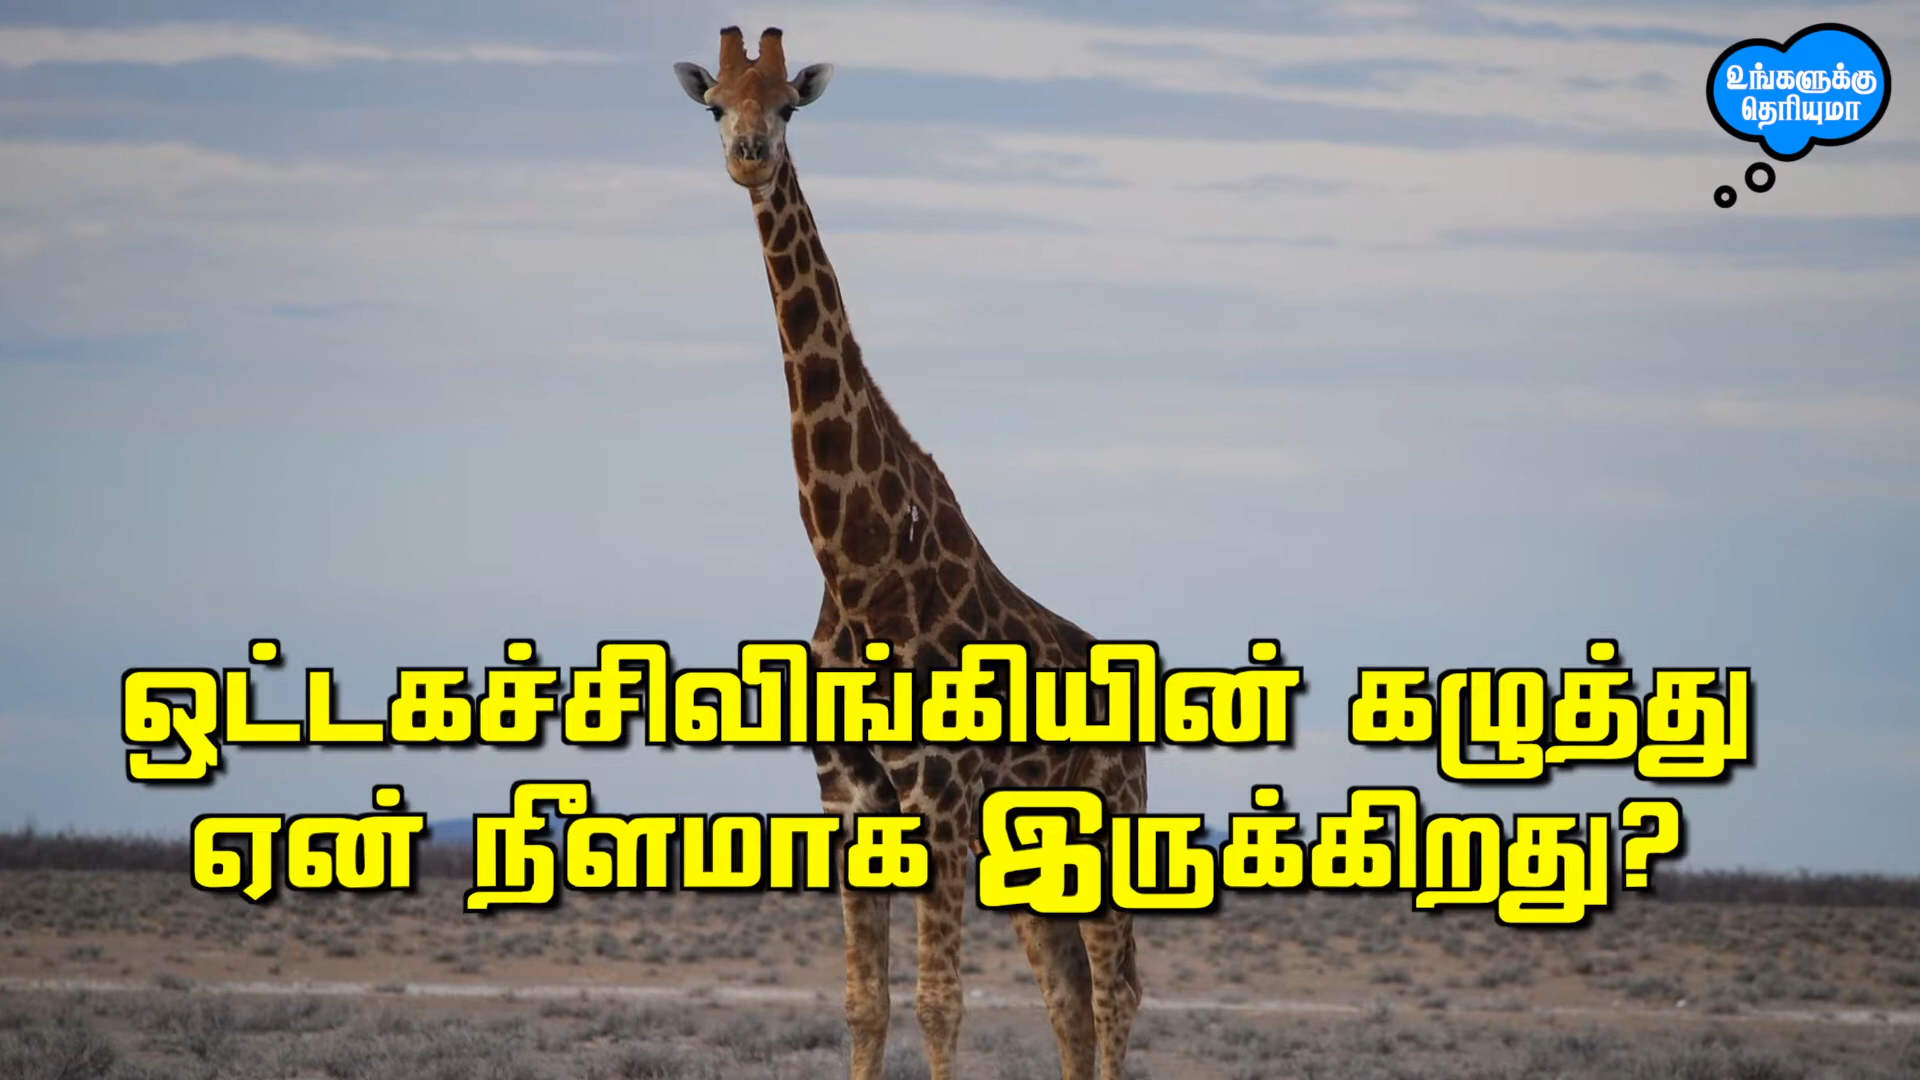 உங்களுக்கு
தெரியுமா
ஒட்டகச்சிவிங்கியின் கழுத்து
ஏன் நீளமாக இருக்கிறது?